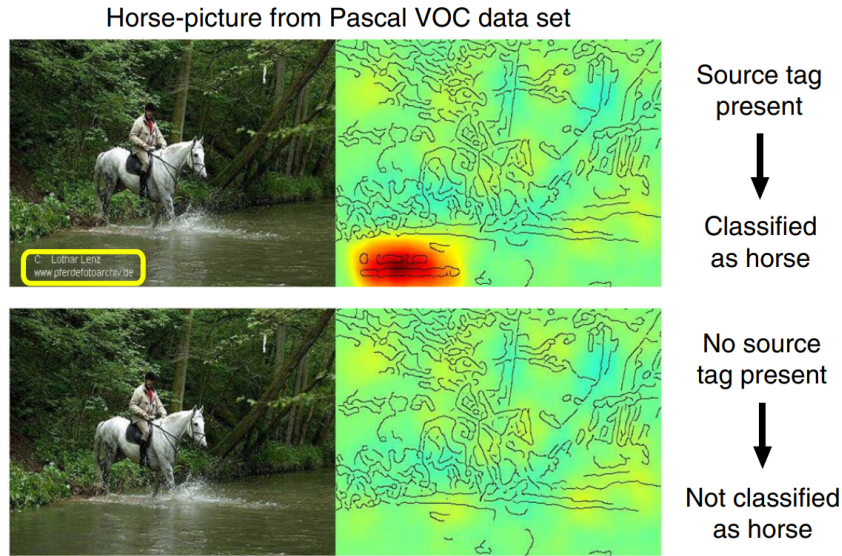 Horse-picture from Pascal VOC data set
Source tag
present
Classified
as horse
C Lothar Lenz
www.pferdefotoarchiv.de
No source
tag present
Not classified
as horse